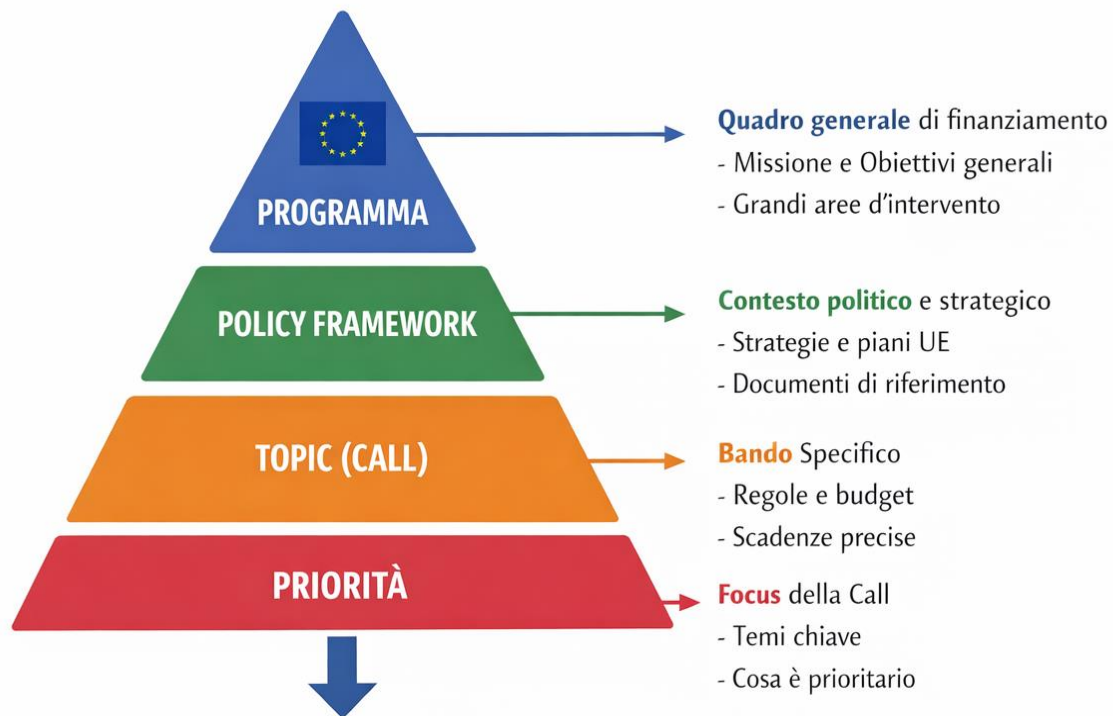 PROGRAMMA
Quadro generale di finanziamento
- Missione e Obiettivi generali
- Grandi aree d'intervento
POLICY FRAMEWORK
Contesto politico e strategico
- Strategie e piani UE
- Documenti di riferimento
TOPIC (CALL)
Bando Specifico
- Regole e budget
- Scadenze precise
PRIORITÀ
Focus della Call
- Temi chiave
- Cosa è prioritario